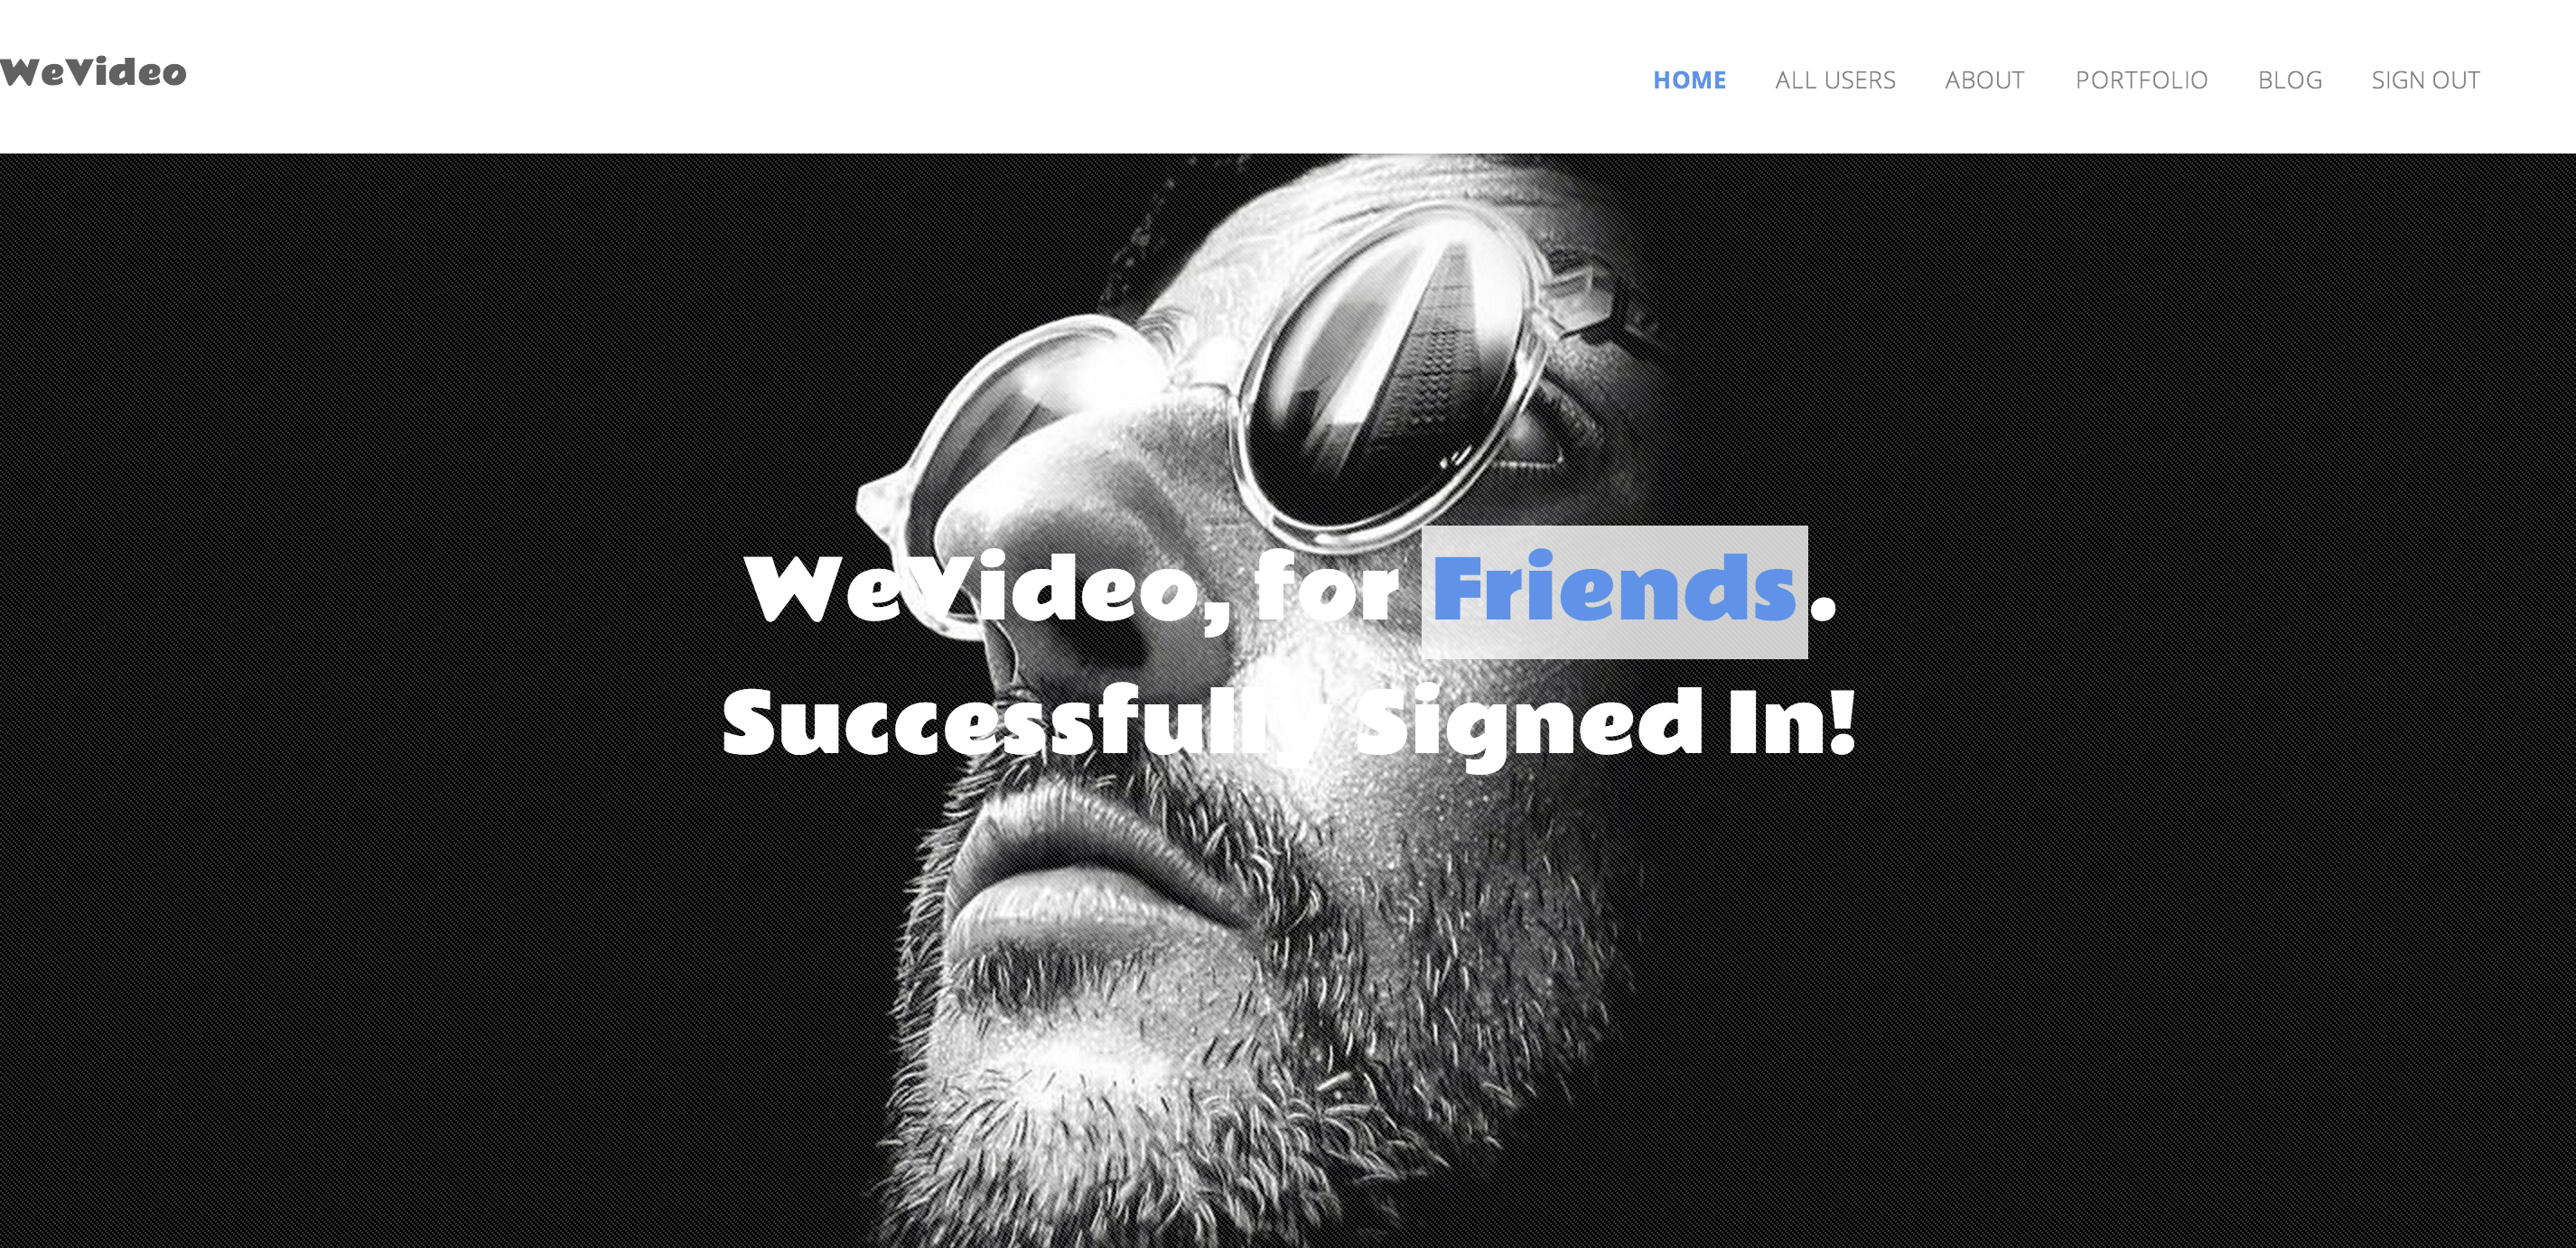 WeVideo
HOME ALL USERS ABOUT PORTFOLIO BLOG SIGN OUT
WeVideo, for Friends.
Successfully Signed In!